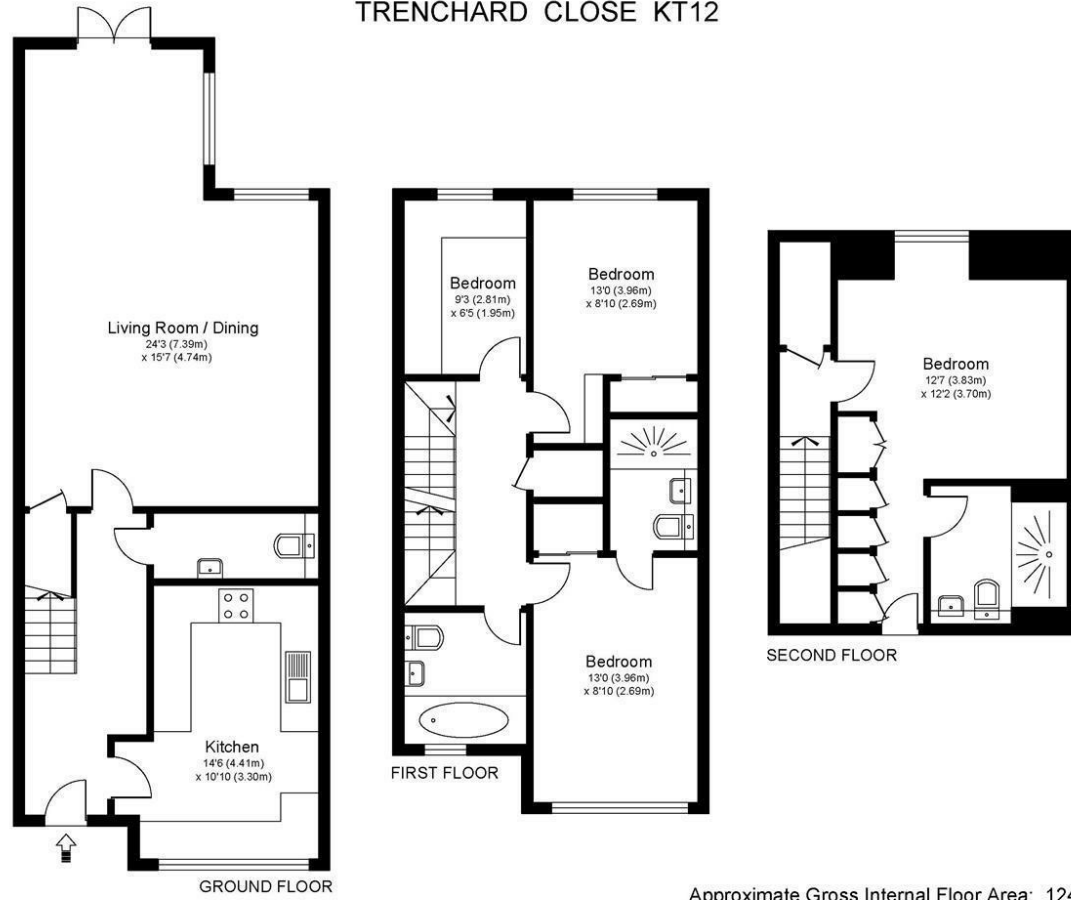 TRENCHARD CLOSE KT12
Living Room / Dining
24'3 (7.39m)
x 15'7 (4.74m)
Kitchen
14'6 (4.41m)
x 10'10 (3.30m)
GROUND FLOOR
Bedroom
9'3 (2.81m)
x 6'5 (1.95m)
Bedroom
13'0 (3.96m)
x 8'10 (2.69m)
Bedroom
13'0 (3.96m)
x 8'10 (2.69m)
FIRST FLOOR
Bedroom
12'7 (3.83m)
x 12'2 (3.70m)
SECOND FLOOR
Approximate Gross Internal Floor Area: 124